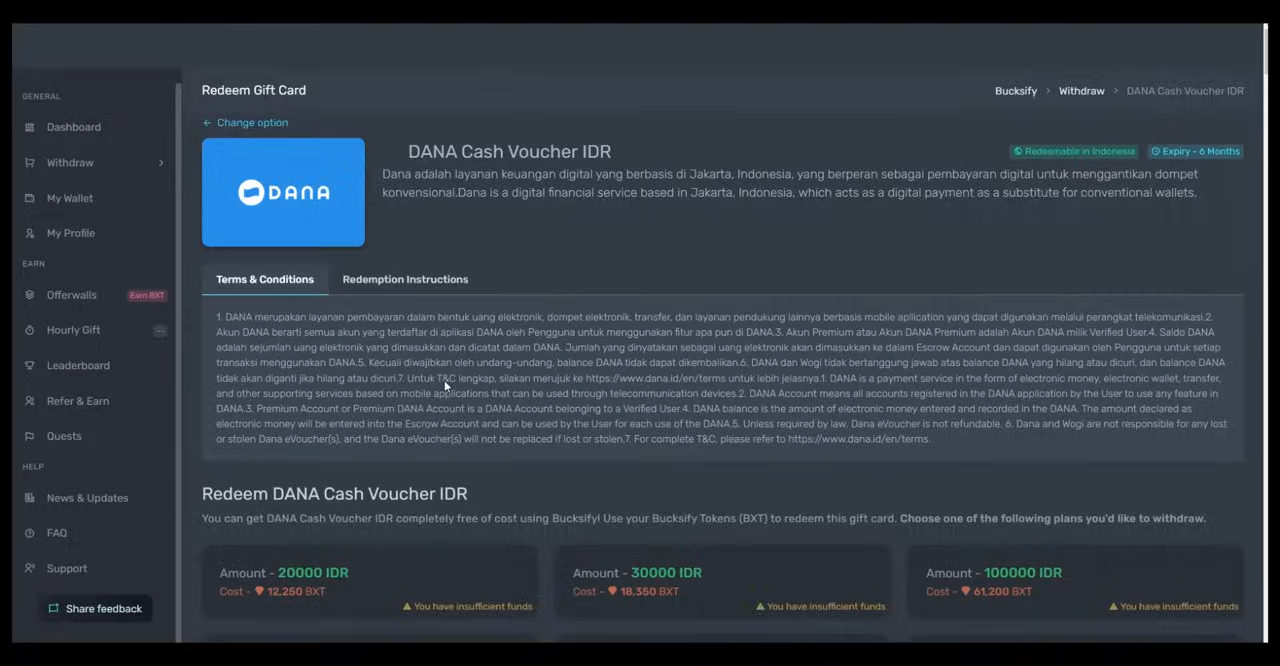 Redeem Gift Card
Bucksify > Withdraw > DANA Cash Voucher IDR
GENERAL
Dashboard
Withdraw
My Wallet
My Profile
EARN
Offerwalls Earn BXT
Hourly Gift --
Leaderboard
Refer & Earn
Quests
HELP
News & Updates
FAQ
Support
Share feedback
← Change option
DANA
DANA Cash Voucher IDR
Redeemable in Indonesia
Expiry - 6 Months
Dana adalah layanan keuangan digital yang berbasis di Jakarta, Indonesia, yang berperan sebagai pembayaran digital untuk menggantikan dompet
konvensional.Dana is a digital financial service based in Jakarta, Indonesia, which acts as a digital payment as a substitute for conventional wallets.
Terms & Conditions
Redemption Instructions
1. DANA merupakan layanan pembayaran dalam bentuk uang elektronik, dompet elektronik, transfer, dan layanan pendukung lainnya berbasis mobile aplication yang dapat digunakan melalui perangkat telekomunikasi.2.
Akun DANA berarti semua akun yang terdaftar di aplikasi DANA oleh Pengguna untuk menggunakan fitur apa pun di DANA.3. Akun Premium atau Akun DANA Premium adalah Akun DANA milik Verified User.4. Saldo DANA
adalah sejumlah uang elektronik yang dimasukkan dan dicatat dalam DANA. Jumlah yang dinyatakan sebagai uang elektronik akan dimasukkan ke dalam Escrow Account dan dapat digunakan oleh Pengguna untuk setiap
transaksi menggunakan DANA.5. Kecuali diwajibkan oleh undang-undang, balance DANA tidak dapat dikembalikan.6. DANA dan Wogi tidak bertanggung jawab atas balance DANA yang hilang atau dicuri, dan balance DANA
tidak akan diganti jika hilang atau dicuri.7. Untuk T&C lengkap, silakan merujuk ke https://www.dana.id/en/terms untuk lebih jelasnya.1. DANA is a payment service in the form of electronic money, electronic wallet, transfer,
and other supporting services based on mobile applications that can be used through telecommunication devices.2. DANA Account means all accounts registered in the DANA application by the User to use any feature in
DANA.3. Premium Account or Premium DANA Account is a DANA Account belonging to a Verified User.4. DANA balance is the amount of electronic money entered and recorded in the DANA. The amount declared as
electronic money will be entered into the Escrow Account and can be used by the User for each use of the DANA.5. Unless required by law, Dana eVoucher is not refundable. 6. Dana and Wogi are not responsible for any lost
or stolen Dana eVoucher(s), and the Dana eVoucher(s) will not be replaced if lost or stolen.7. For complete T&C, please refer to https://www.dana.id/en/terms.
Redeem DANA Cash Voucher IDR
You can get DANA Cash Voucher IDR completely free of cost using Bucksify! Use your Bucksify Tokens (BXT) to redeem this gift card. Choose one of the following plans you'd like to withdraw.
Amount - 20000 IDR
Cost - 12,250 BXT
You have insufficient funds
Amount - 30000 IDR
Cost - 18,350 BXT
You have insufficient funds
Amount - 100000 IDR
Cost - 61,200 BXT
You have insufficient funds